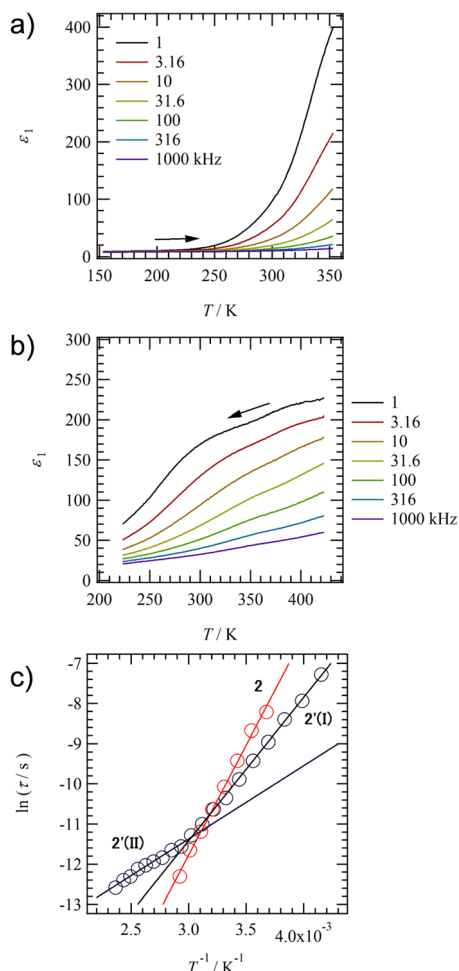 a)
400
300
200
100
0
ε1
1
3.16
10
31.6
100
316
1000 kHz
150 200 250 300 350
T / K
b)
300
250
200
150
100
50
0
ε1
1
3.16
10
31.6
100
316
1000 kHz
200 250 300 350 400
T / K
c)
-7
-8
-9
-10
-11
-12
-13
ln (τ / s)
2
2'(I)
2'(II)
2.5 3.0 3.5 4.0x10⁻³
T⁻¹ / K⁻¹